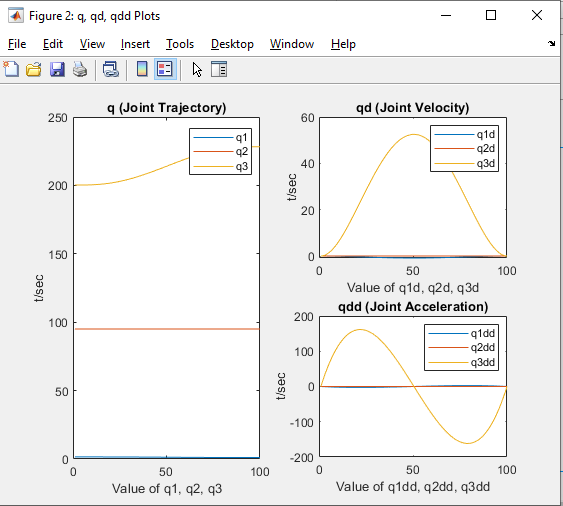 Figure 2: q, qd, qdd Plots
File Edit View Insert Tools Desktop Window Help
q (Joint Trajectory)
250
200
150
100
50
0
0 50 100
t/sec
Value of q1, q2, q3
q1
q2
q3
qd (Joint Velocity)
60
40
20
0
0 50 100
t/sec
Value of q1d, q2d, q3d
q1d
q2d
q3d
qdd (Joint Acceleration)
200
100
0
-100
-200
0 50 100
t/sec
Value of q1dd, q2dd, q3dd
q1dd
q2dd
q3dd